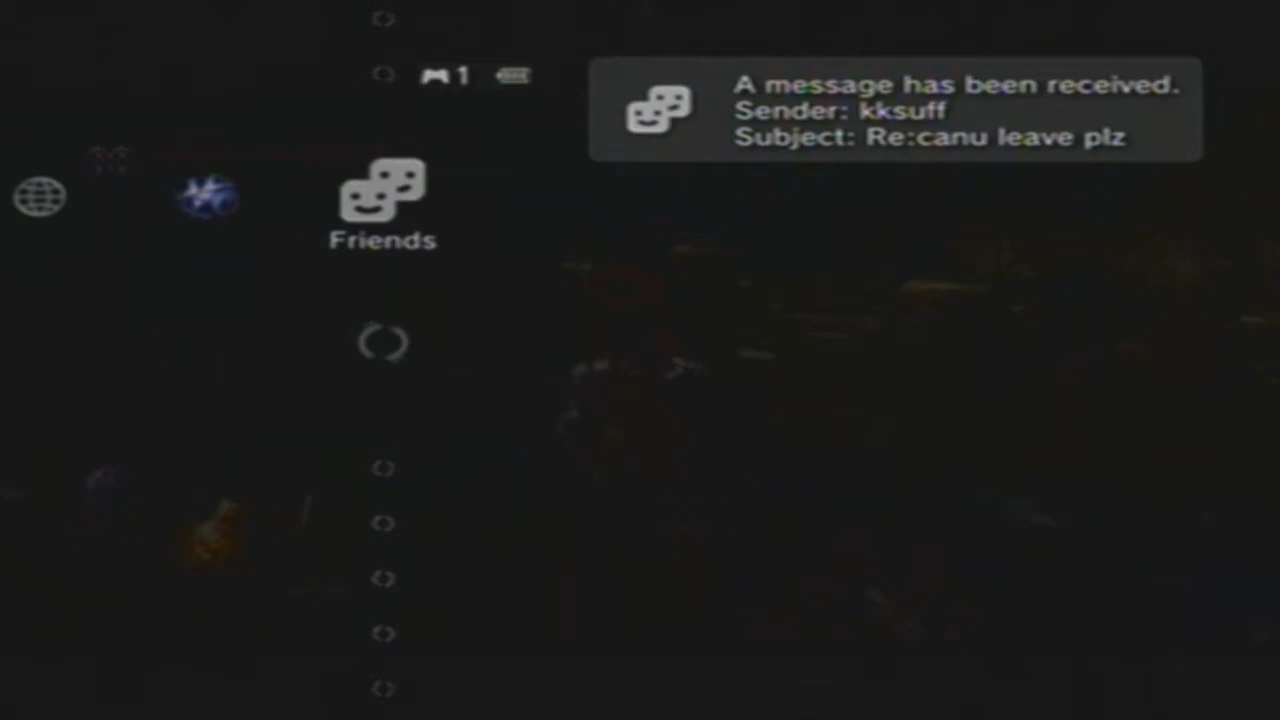 1
A message has been received.
Sender: kksuff
Subject: Re:canu leave plz
Friends